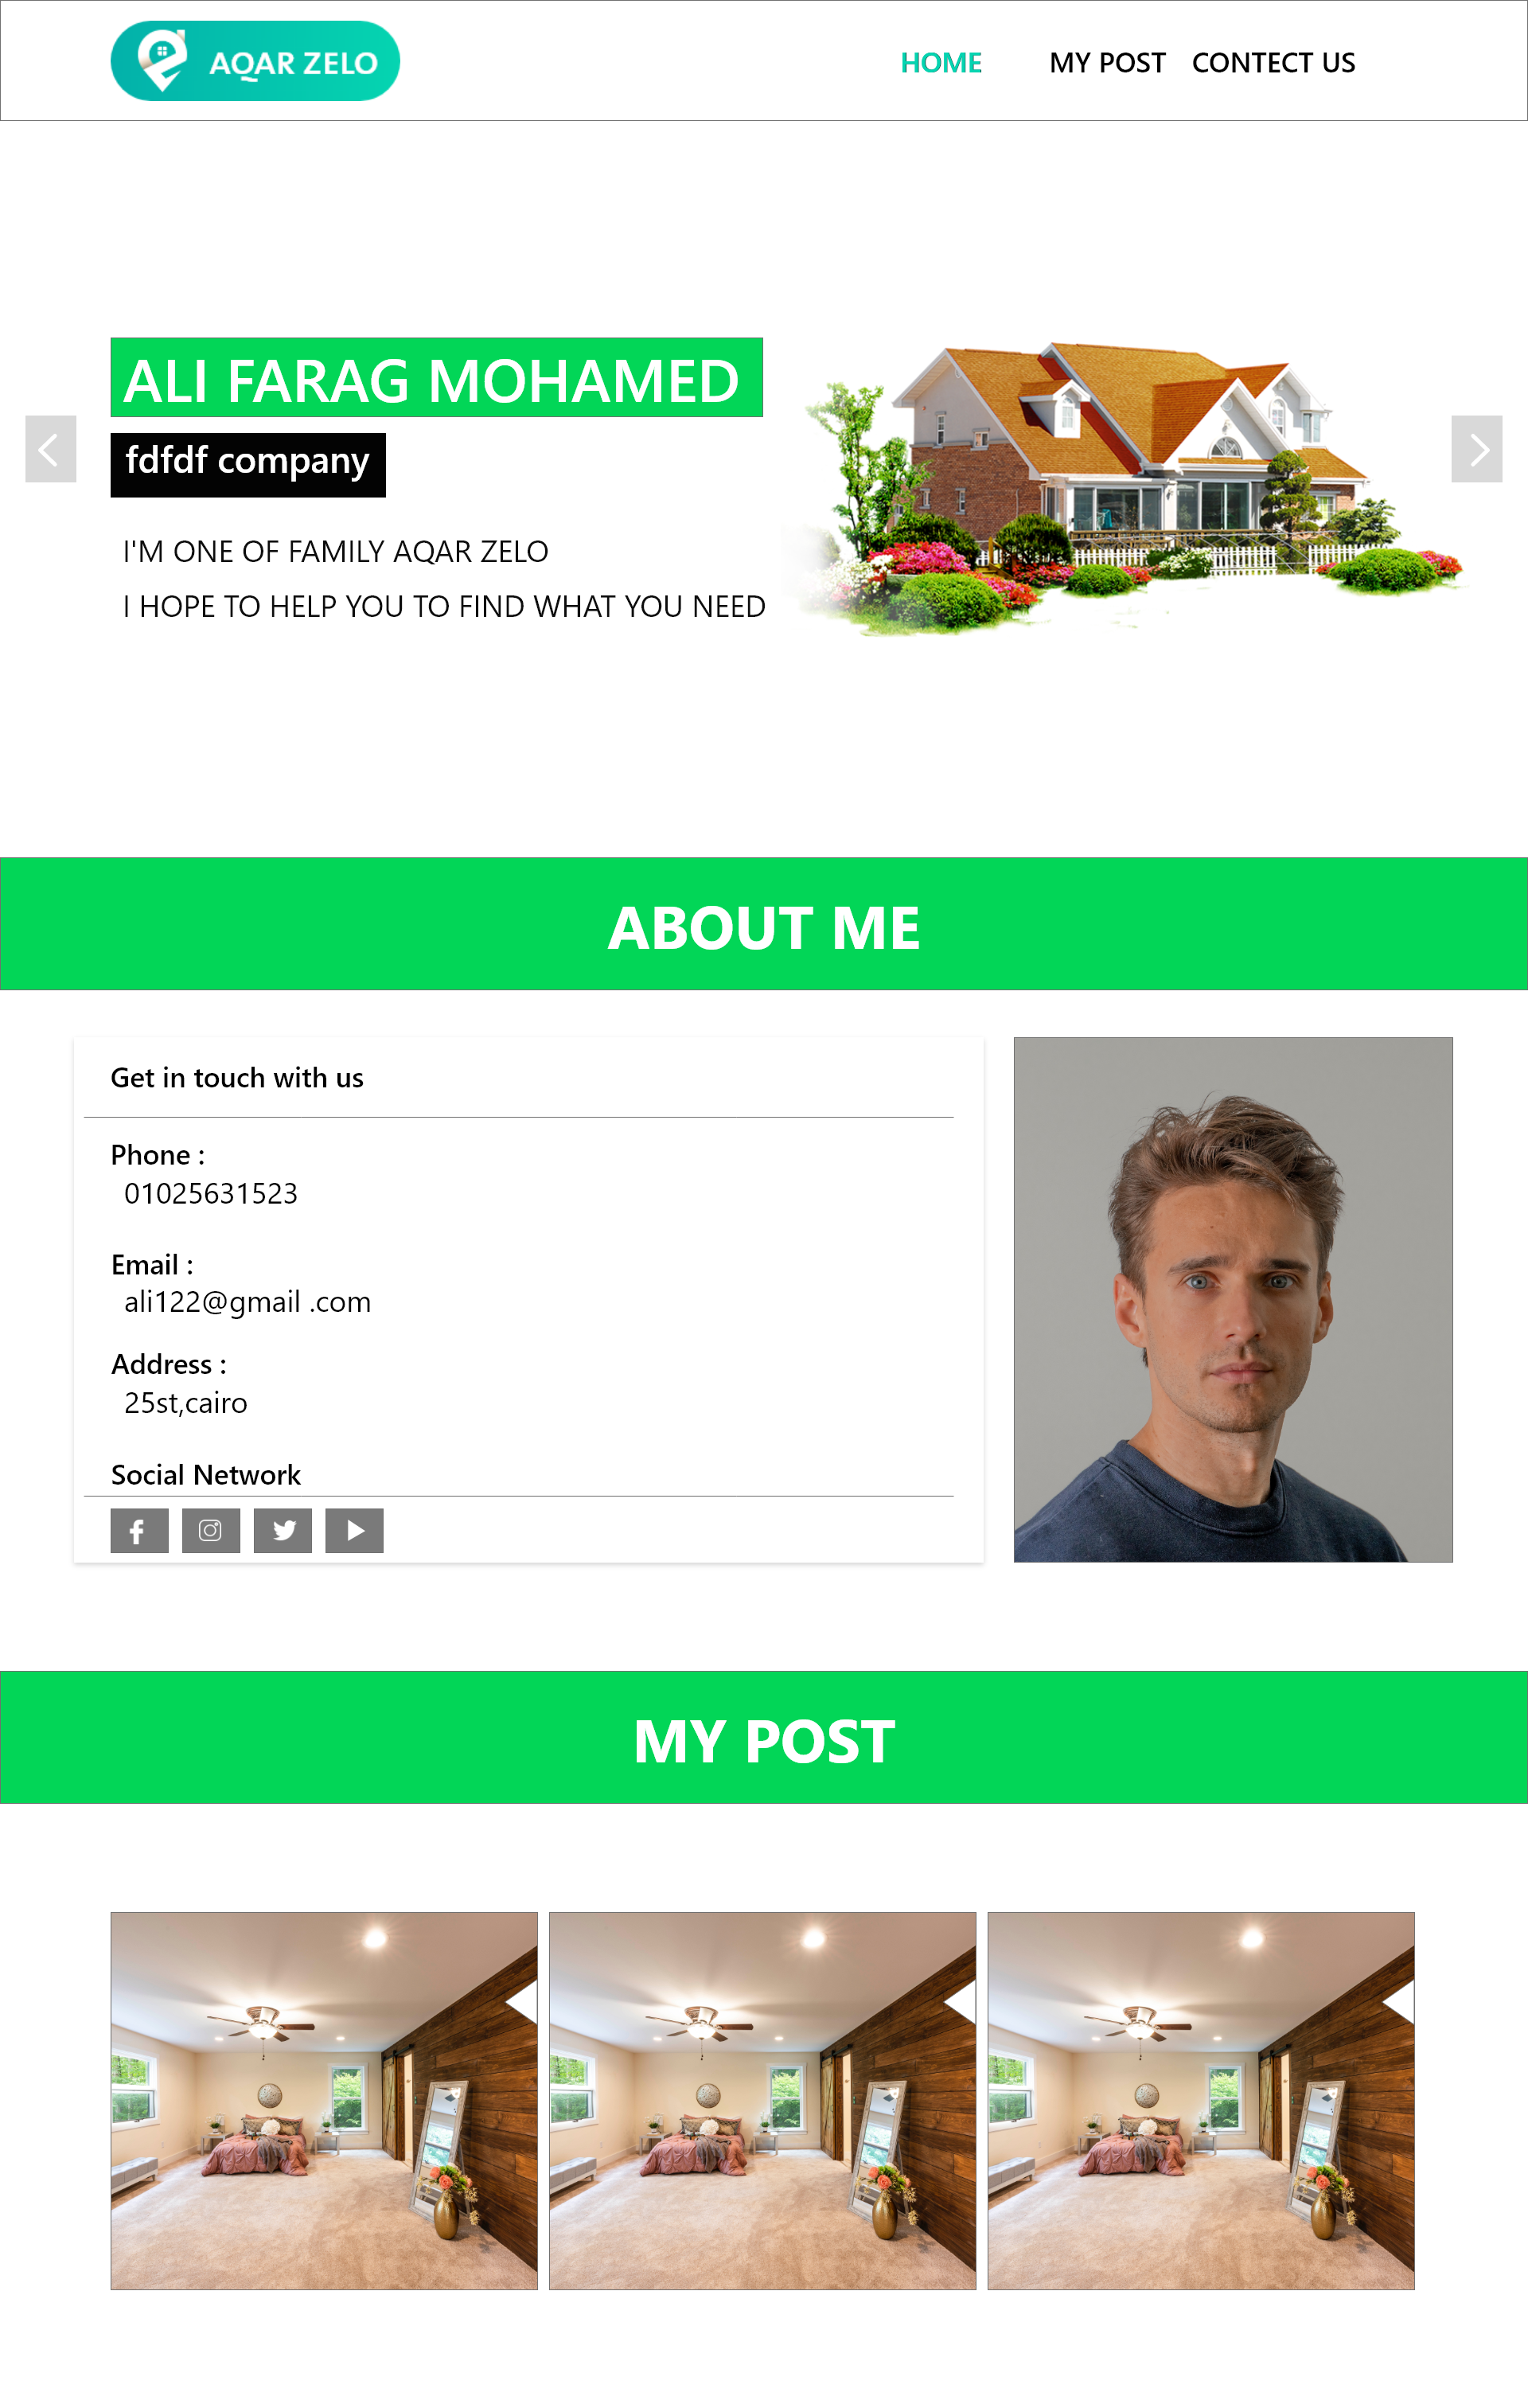 AQAR ZELO
HOME MY POST CONTECT US
ALI FARAG MOHAMED
fdfdf company
I'M ONE OF FAMILY AQAR ZELO
I HOPE TO HELP YOU TO FIND WHAT YOU NEED
ABOUT ME
Get in touch with us
Phone :
01025631523
Email :
ali122@gmail .com
Address :
25st,cairo
Social Network
MY POST